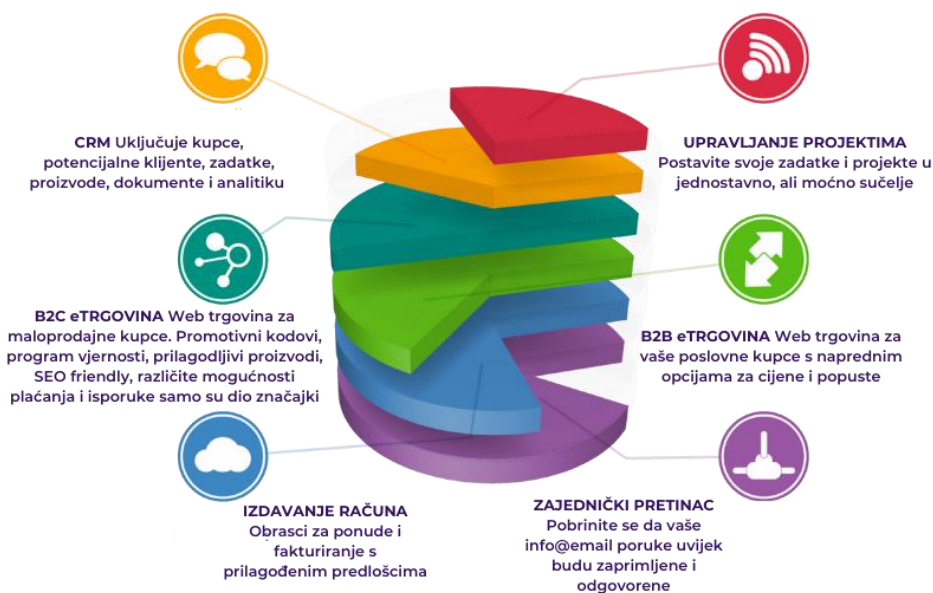 CRM Uključuje kupce,
potencijalne klijente, zadatke,
proizvode, dokumente i analitiku
UPRAVLJANJE PROJEKTIMA
Postavite svoje zadatke i projekte u
jednostavno, ali moćno sučelje
B2C eTRGOVINA Web trgovina za
maloprodajne kupce. Promotivni kodovi,
program vjernosti, prilagodljivi proizvodi,
SEO friendly, različite mogućnosti
plaćanja i isporuke samo su dio značajki
B2B eTRGOVINA Web trgovina za
vaše poslovne kupce s naprednim
opcijama za cijene i popuste
IZDAVANJE RAČUNA
Obrasci za ponude i
fakturiranje s
prilagođenim predlošcima
ZAJEDNIČKI PRETINAC
Pobrinite se da vaše
info@email poruke uvijek
budu zaprimljene i
odgovorene